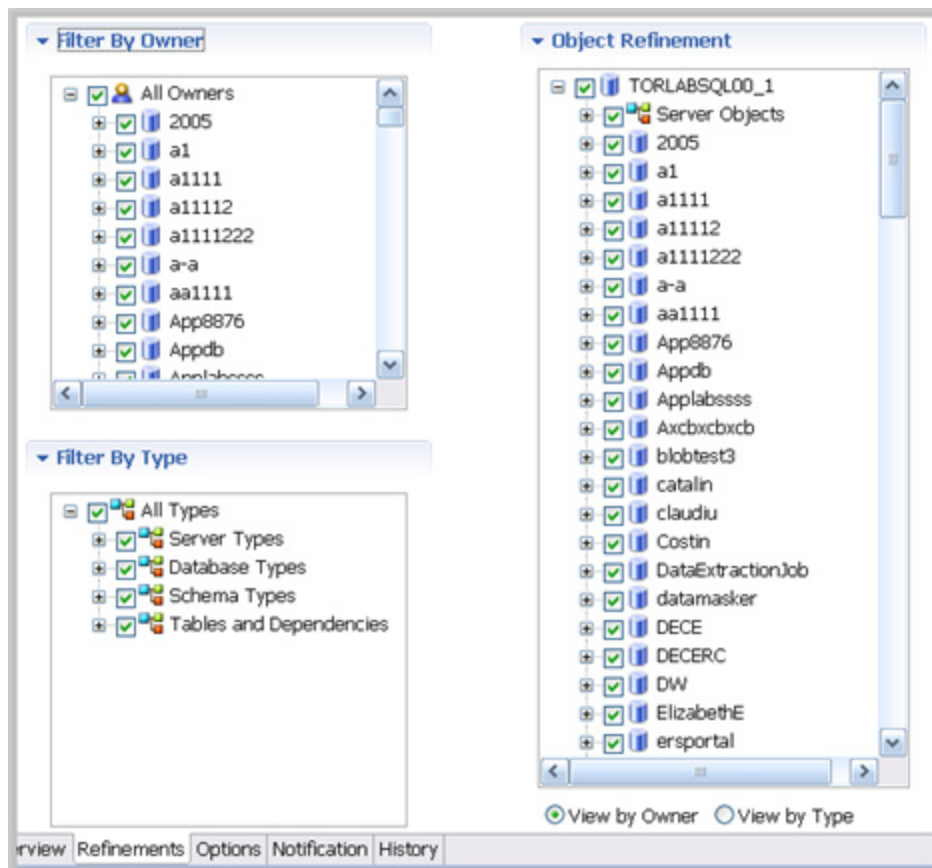 Filter By Owner
All Owners
2005
a1
a1111
a11112
a1111222
a-a
aa1111
App8876
Appdb
Applabssss
Filter By Type
All Types
Server Types
Database Types
Schema Types
Tables and Dependencies
Object Refinement
TORLABSQL00_1
Server Objects
2005
a1
a1111
a11112
a1111222
a-a
aa1111
App8876
Appdb
Applabssss
Axcbxcbxcb
blobtest3
catalin
claudiu
Costin
DataExtractionJob
datamasker
DECE
DECERC
DW
ElizabethE
ersportal
View by Owner View by Type
rview Refinements Options Notification History